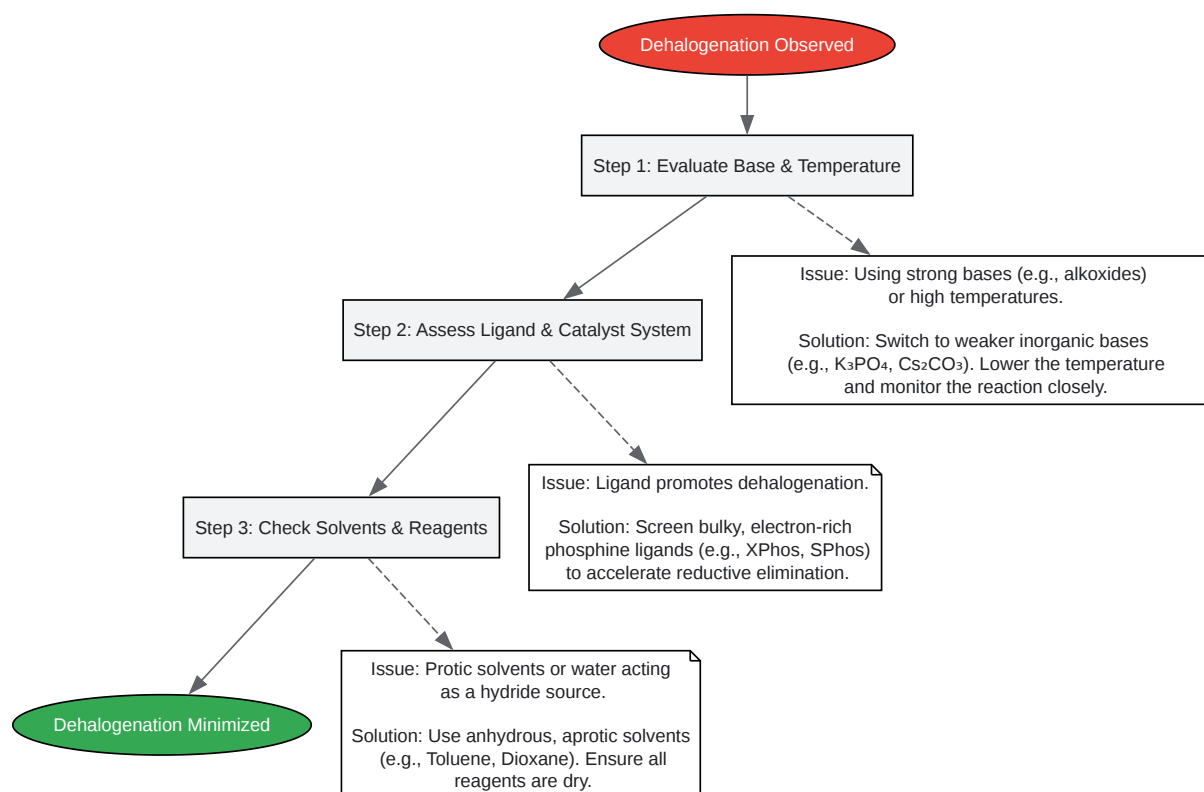 Dehalogenation Observed
Step 1: Evaluate Base & Temperature
Issue: Using strong bases (e.g., alkoxides)
or high temperatures.
Solution: Switch to weaker inorganic bases
(e.g., K₃PO₄, Cs₂CO₃). Lower the temperature
and monitor the reaction closely.
Step 2: Assess Ligand & Catalyst System
Issue: Ligand promotes dehalogenation.
Solution: Screen bulky, electron-rich
phosphine ligands (e.g., XPhos, SPhos)
to accelerate reductive elimination.
Step 3: Check Solvents & Reagents
Issue: Protic solvents or water acting
as a hydride source.
Solution: Use anhydrous, aprotic solvents
(e.g., Toluene, Dioxane). Ensure all
reagents are dry.
Dehalogenation Minimized